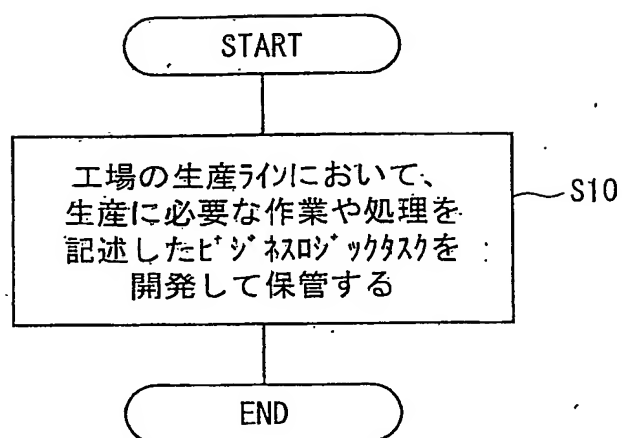 START
工場の生産ﾗｲﾝにおいて、
生産に必要な作業や処理を
記述したﾋﾞｼﾞﾈｽﾛｼﾞｯｸﾀｽｸを
開発して保管する
S10
END